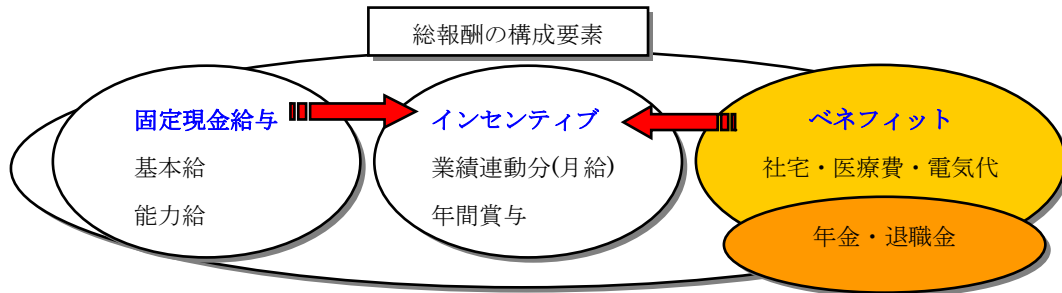 総報酬の構成要素
固定現金給与
基本給
能力給
インセンティブ
業績連動分(月給)
年間賞与
ベネフィット
社宅・医療費・電気代
年金・退職金